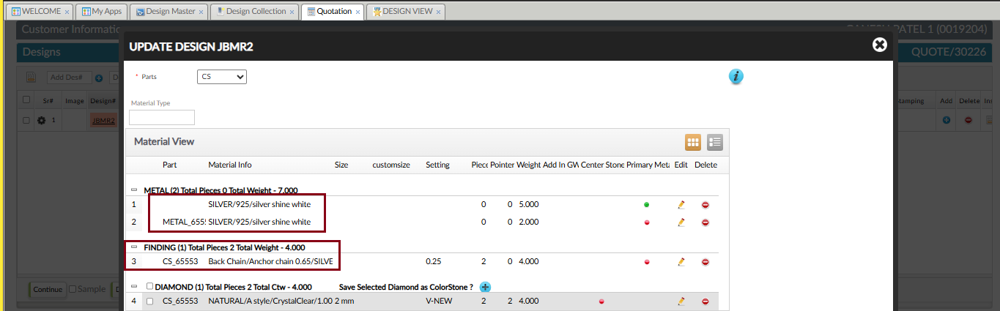 WELCOME × My Apps Design Master × Design Collection × Quotation × DESIGN VIEW ×
Customer Informatio PATEL 1 (0019204)
UPDATE DESIGN JBMR2
Designs QUOTE/30226
* Parts CS
Add Des#
Material Type
Sr# Image Design# Stamping Add Delete Ins
1 JBMR2
Material View
Part Material Info Size customsize Setting Piece Pointer Weight Add In GW Center Stone Primary Meta Edit Delete
METAL (2) Total Pieces 0 Total Weight - 7.000
1 SILVER/925/silver shine white 0 0 5.000
2 METAL_655 SILVER/925/silver shine white 0 0 2.000
FINDING (1) Total Pieces 2 Total Weight - 4.000
3 CS_65553 Back Chain/Anchor chain 0.65/SILVE 0.25 2 0 4.000
DIAMOND (1) Total Pieces 2 Total Ctw - 4.000 Save Selected Diamond as ColorStone ?
Continue Sample
4 CS_65553 NATURAL/A style/CrystalClear/1.00 2 mm V-NEW 2 2 4.000